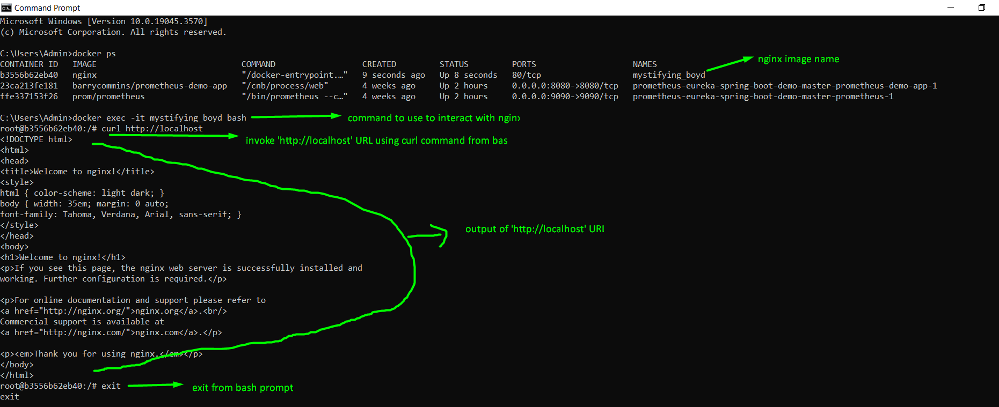 Command Prompt
Microsoft Windows [Version 10.0.19045.3570]
(c) Microsoft Corporation. All rights reserved.
C:\Users\Admin>docker ps
CONTAINER ID IMAGE COMMAND CREATED STATUS PORTS NAMES
nginx image name
b3556b62eb40 nginx "/docker-entrypoint.…" 9 seconds ago Up 8 seconds 80/tcp mystifying_boyd
23ca213fe181 barrycommins/prometheus-demo-app "/cnb/process/web" 4 weeks ago Up 2 hours 0.0.0.0:8080->8080/tcp prometheus-eureka-spring-boot-demo-master-prometheus-demo-app-1
ffe337153f26 prom/prometheus "/bin/prometheus --c…" 4 weeks ago Up 2 hours 0.0.0.0:9090->9090/tcp prometheus-eureka-spring-boot-demo-master-prometheus-1
C:\Users\Admin>docker exec -it mystifying_boyd bash command to use to interact with nginx
root@b3556b62eb40:/# curl http://localhost
<!DOCTYPE html> invoke 'http://localhost' URL using curl command from bas
<html>
<head>
<title>Welcome to nginx!</title>
<style>
html { color-scheme: light dark; }
body { width: 35em; margin: 0 auto;
font-family: Tahoma, Verdana, Arial, sans-serif; }
</style>
output of 'http://localhost' URI
</head>
<body>
<h1>Welcome to nginx!</h1>
<p>If you see this page, the nginx web server is successfully installed and
working. Further configuration is required.</p>
<p>For online documentation and support please refer to
<a href="http://nginx.org/">nginx.org</a>.<br/>
Commercial support is available at
<a href="http://nginx.com/">nginx.com</a>.</p>
<p><em>Thank you for using nginx.</em></p>
</body>
</html>
root@b3556b62eb40:/# exit exit from bash prompt
exit